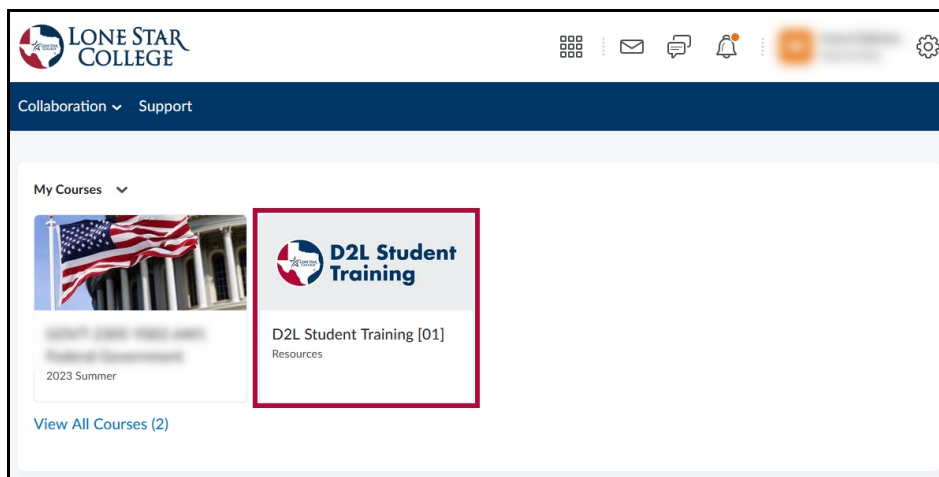 LONE STAR
COLLEGE
Collaboration Support
My Courses
D2L Student
Training
D2L Student Training [01]
Resources
2023 Summer
View All Courses (2)